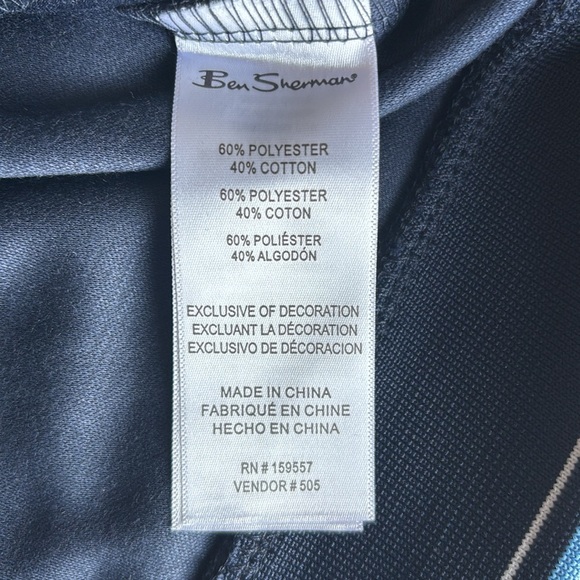 Ben Sherman®
60% POLYESTER
40% COTTON
60% POLYESTER
40% COTON
60% POLIÉSTER
40% ALGODÓN
EXCLUSIVE OF DECORATION
EXCLUANT LA DÉCORATION
EXCLUSIVO DE DÉCORACION
MADE IN CHINA
FABRIQUÉ EN CHINE
HECHO EN CHINA
RN # 159557
VENDOR # 505